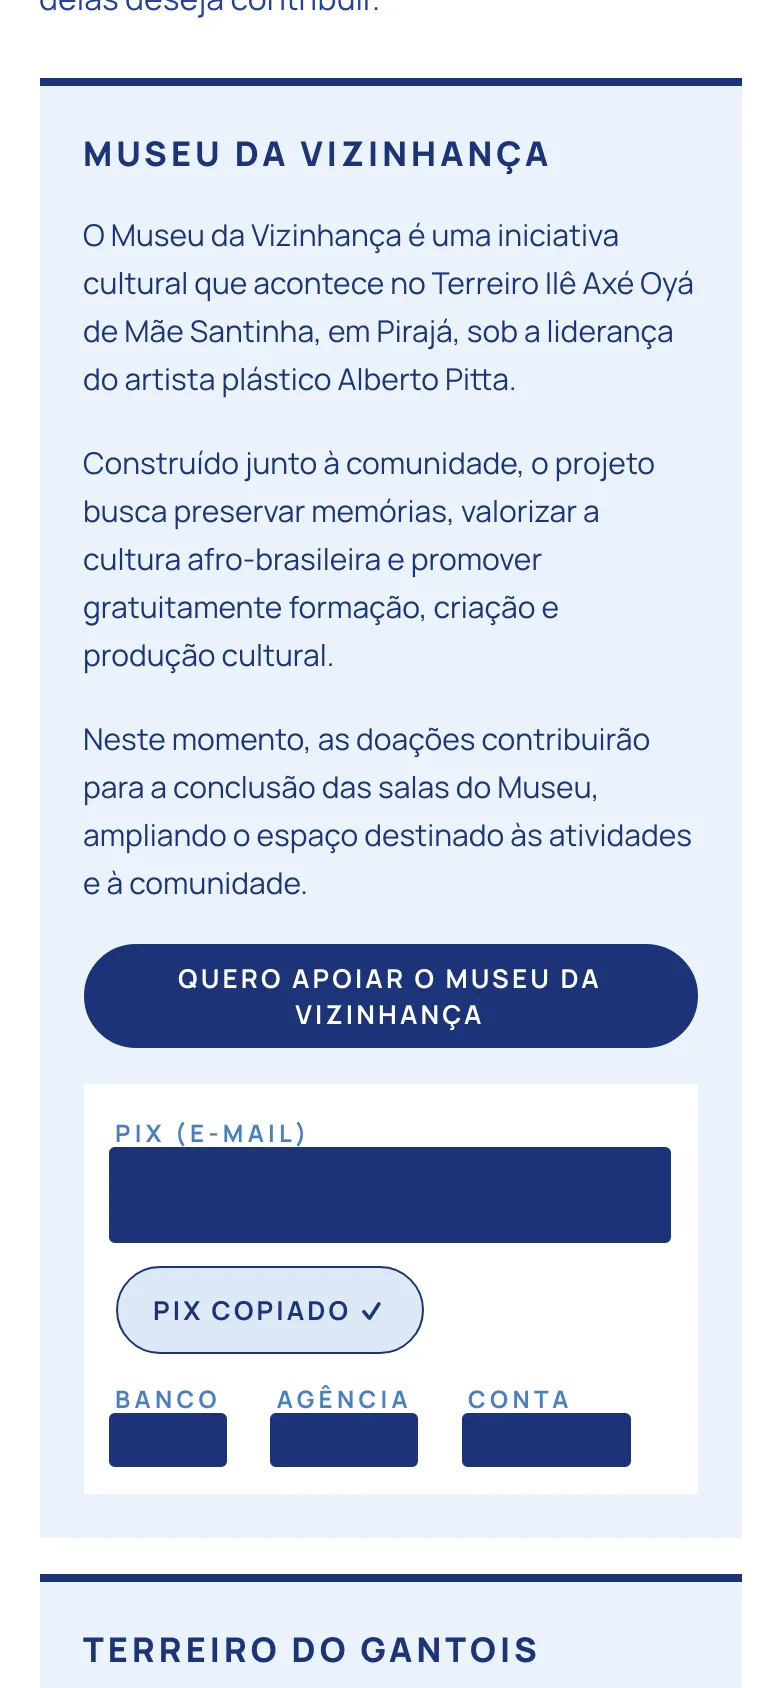 delas deseja contribuir.
MUSEU DA VIZINHANÇA
O Museu da Vizinhança é uma iniciativa
cultural que acontece no Terreiro Ilê Axé Oyá
de Mãe Santinha, em Pirajá, sob a liderança
do artista plástico Alberto Pitta.
Construído junto à comunidade, o projeto
busca preservar memórias, valorizar a
cultura afro-brasileira e promover
gratuitamente formação, criação e
produção cultural.
Neste momento, as doações contribuirão
para a conclusão das salas do Museu,
ampliando o espaço destinado às atividades
e à comunidade.
QUERO APOIAR O MUSEU DA
VIZINHANÇA
PIX (E-MAIL)
PIX COPIADO ✓
BANCO AGÊNCIA CONTA
TERREIRO DO GANTOIS